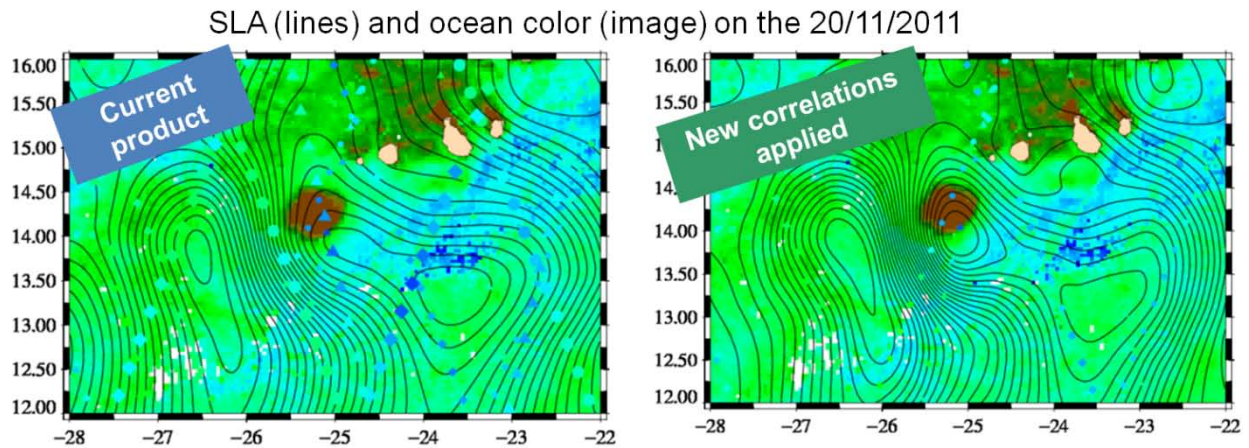 SLA (lines) and ocean color (image) on the 20/11/2011
Current
product
16.00
15.50
15.00
14.50
14.00
13.50
13.00
12.50
12.00
−28 −27 −26 −25 −24 −23 −22
New correlations
applied
16.00
15.50
15.00
14.00
13.50
13.00
12.50
12.00
−28 −27 −26 −25 −24 −23 −22